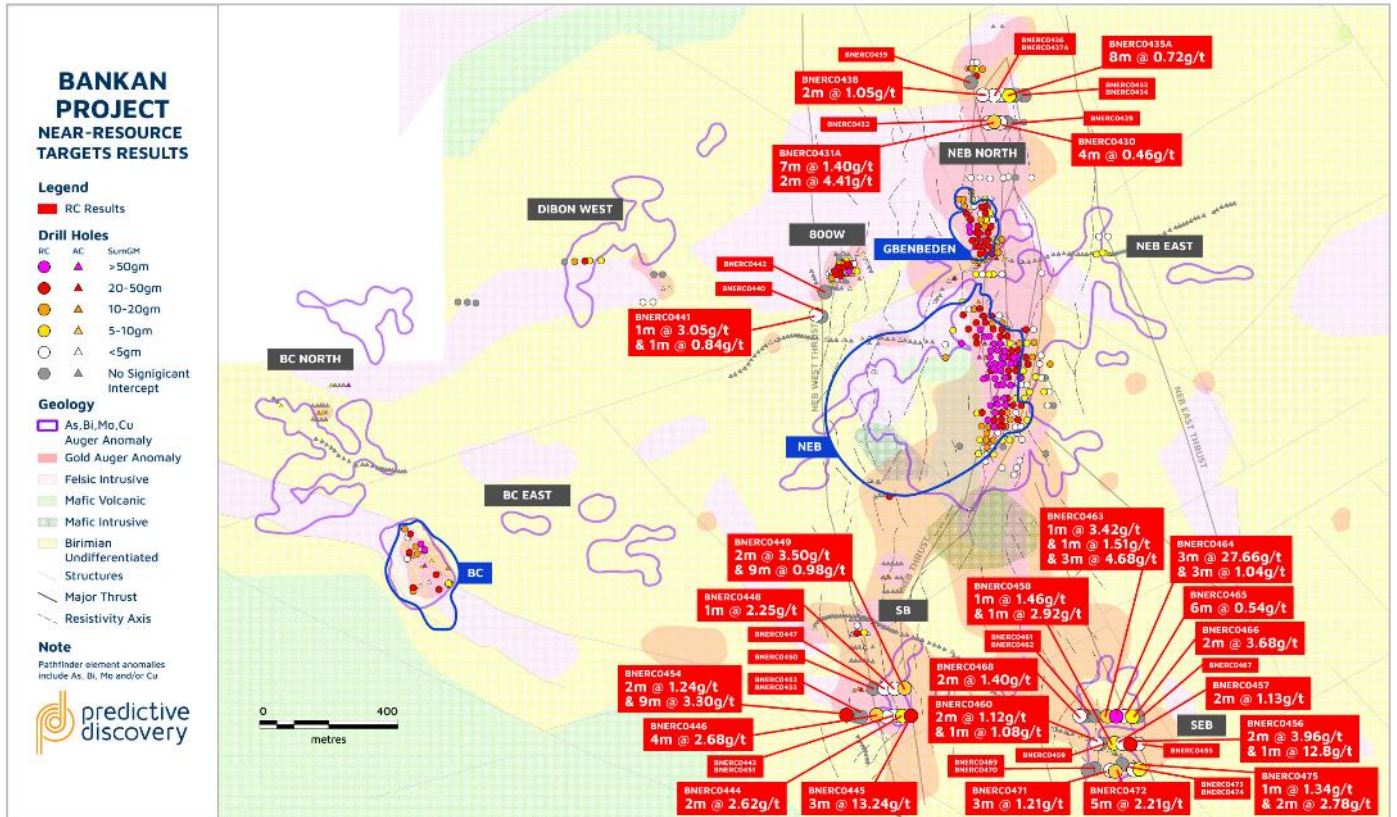 BANKAN
PROJECT
NEAR-RESOURCE
TARGETS RESULTS
Legend
RC Results
Drill Holes
RC AC SumGM
>50gm
20-50gm
10-20gm
5-10gm
<5gm
No Signigicant
Intercept
Geology
As,Bi,Mo,Cu
Auger Anomaly
Gold Auger Anomaly
Felsic Intrusive
Mafic Volcanic
Mafic Intrusive
Birimian
Undifferentiated
Structures
Major Thrust
Resistivity Axis
Note
Pathfinder element anomalies
include As, Bi, Mo and/or Cu
predictive
discovery
0 400
metres
BNERC0439
BNERC0436
BNERC0437A
BNERC0435A
8m @ 0.72g/t
BNERC0438
2m @ 1.05g/t
BNERC0433
BNERC0434
BNERC0432
BNERC0429
BNERC0431A
7m @ 1.40g/t
2m @ 4.41g/t
NEB NORTH
BNERC0430
4m @ 0.46g/t
DIBON WEST
800W
GBENBEDEN
NEB EAST
BNERC0442
BNERC0440
BNERC0441
1m @ 3.05g/t
& 1m @ 0.84g/t
BC NORTH
NEB WEST THRUST
NEB EAST THRUST
NEB
BC EAST
BC
NEB THRUST
SB
BNERC0449
2m @ 3.50g/t
& 9m @ 0.98g/t
BNERC0448
1m @ 2.25g/t
BNERC0447
BNERC0450
BNERC0452
BNERC0453
BNERC0454
2m @ 1.24g/t
& 9m @ 3.30g/t
BNERC0446
4m @ 2.68g/t
BNERC0443
BNERC0451
BNERC0444
2m @ 2.62g/t
BNERC0445
3m @ 13.24g/t
BNERC0463
1m @ 3.42g/t
& 1m @ 1.51g/t
& 3m @ 4.68g/t
BNERC0464
3m @ 27.66g/t
& 3m @ 1.04g/t
BNERC0458
1m @ 1.46g/t
& 1m @ 2.92g/t
BNERC0465
6m @ 0.54g/t
BNERC0461
BNERC0462
BNERC0466
2m @ 3.68g/t
BNERC0467
BNERC0468
2m @ 1.40g/t
BNERC0457
2m @ 1.13g/t
BNERC0460
2m @ 1.12g/t
& 1m @ 1.08g/t
SEB
BNERC0456
2m @ 3.96g/t
& 1m @ 12.8g/t
BNERC0459
BNERC0455
BNERC0469
BNERC0470
BNERC0473
BNERC0474
BNERC0475
1m @ 1.34g/t
& 2m @ 2.78g/t
BNERC0471
3m @ 1.21g/t
BNERC0472
5m @ 2.21g/t